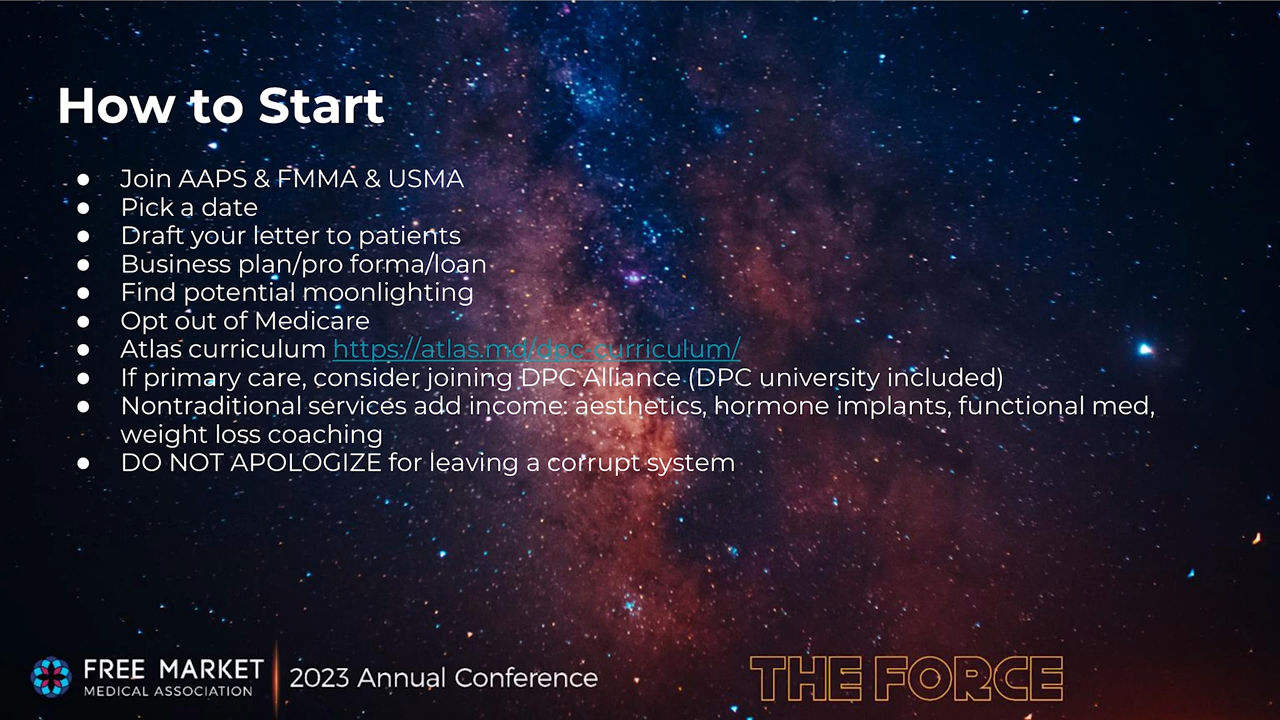 How to Start
● Join AAPS & FMMA & USMA
● Pick a date
● Draft your letter to patients
● Business plan/pro forma/loan
● Find potential moonlighting
● Opt out of Medicare
● Atlas curriculum https://atlas.md/dpc-curriculum/
● If primary care, consider joining DPC Alliance (DPC university included)
● Nontraditional services add income: aesthetics, hormone implants, functional med,
weight loss coaching
● DO NOT APOLOGIZE for leaving a corrupt system
FREE MARKET
MEDICAL ASSOCIATION
2023 Annual Conference
THE FORCE